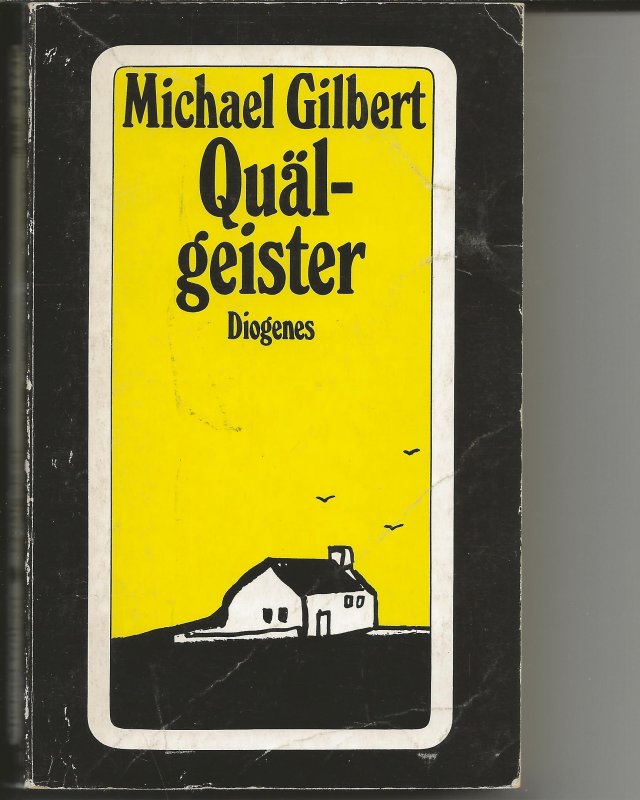 Michael Gilbert
Quäl-
geister
Diogenes